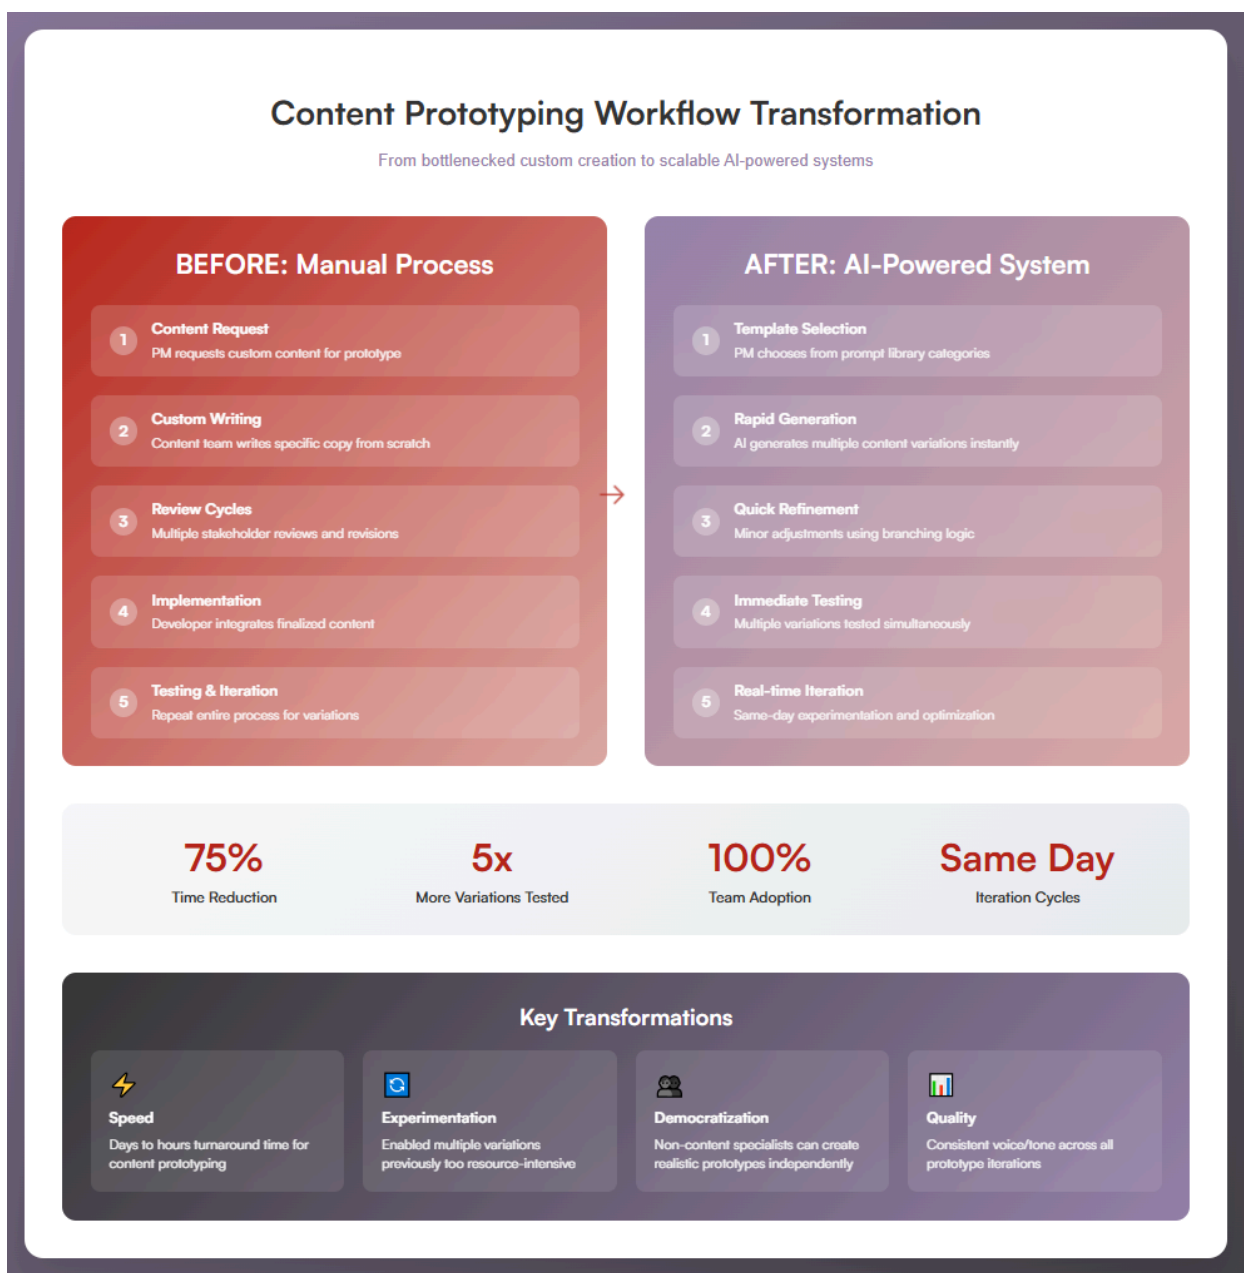 Content Prototyping Workflow Transformation
From bottlenecked custom creation to scalable AI-powered systems
BEFORE: Manual Process
1
Content Request
PM requests custom content for prototype
2
Custom Writing
Content team writes specific copy from scratch
3
Review Cycles
Multiple stakeholder reviews and revisions
4
Implementation
Developer integrates finalized content
5
Testing & Iteration
Repeat entire process for variations
→
AFTER: AI-Powered System
1
Template Selection
PM chooses from prompt library categories
2
Rapid Generation
AI generates multiple content variations instantly
3
Quick Refinement
Minor adjustments using branching logic
4
Immediate Testing
Multiple variations tested simultaneously
5
Real-time Iteration
Same-day experimentation and optimization
75%
Time Reduction
5x
More Variations Tested
100%
Team Adoption
Same Day
Iteration Cycles
Key Transformations
Speed
Days to hours turnaround time for
content prototyping
Experimentation
Enabled multiple variations
previously too resource-intensive
Democratization
Non-content specialists can create
realistic prototypes independently
Quality
Consistent voice/tone across all
prototype iterations